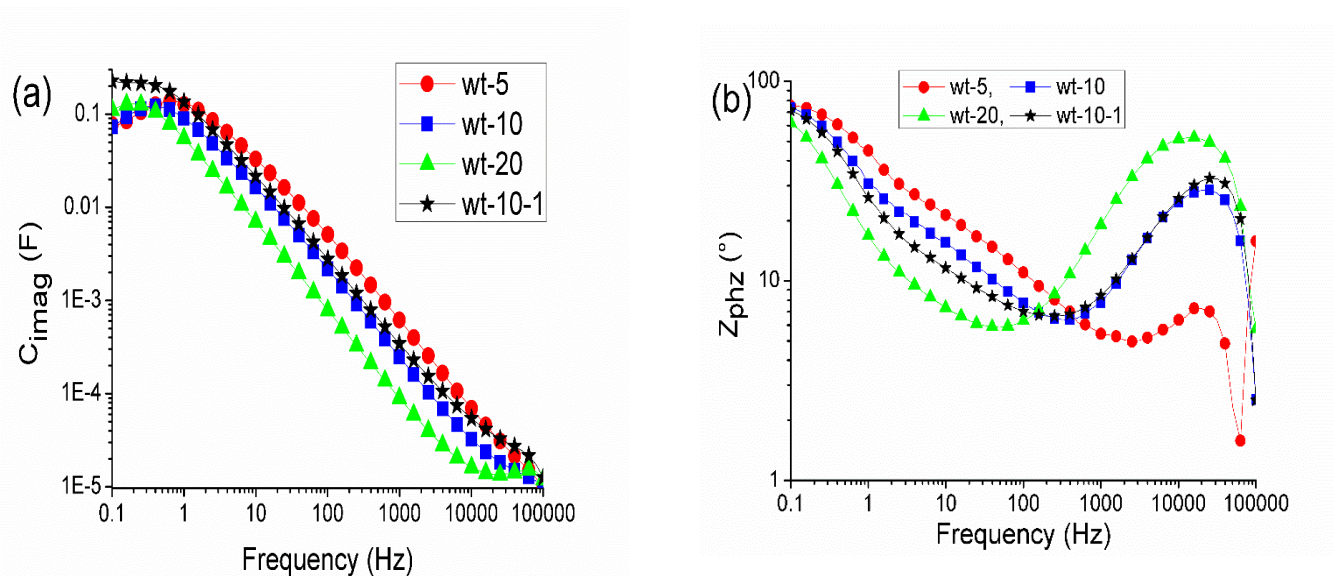 (a)
wt-5
wt-10
wt-20
wt-10-1
C_imag (F)
0.1
0.01
1E-3
1E-4
1E-5
0.1 1 10 100 1000 10000 100000
Frequency (Hz)
(b)
wt-5, wt-10
wt-20, wt-10-1
Zphz (°)
100
10
1
0.1 1 10 100 1000 10000 100000
Frequency (Hz)